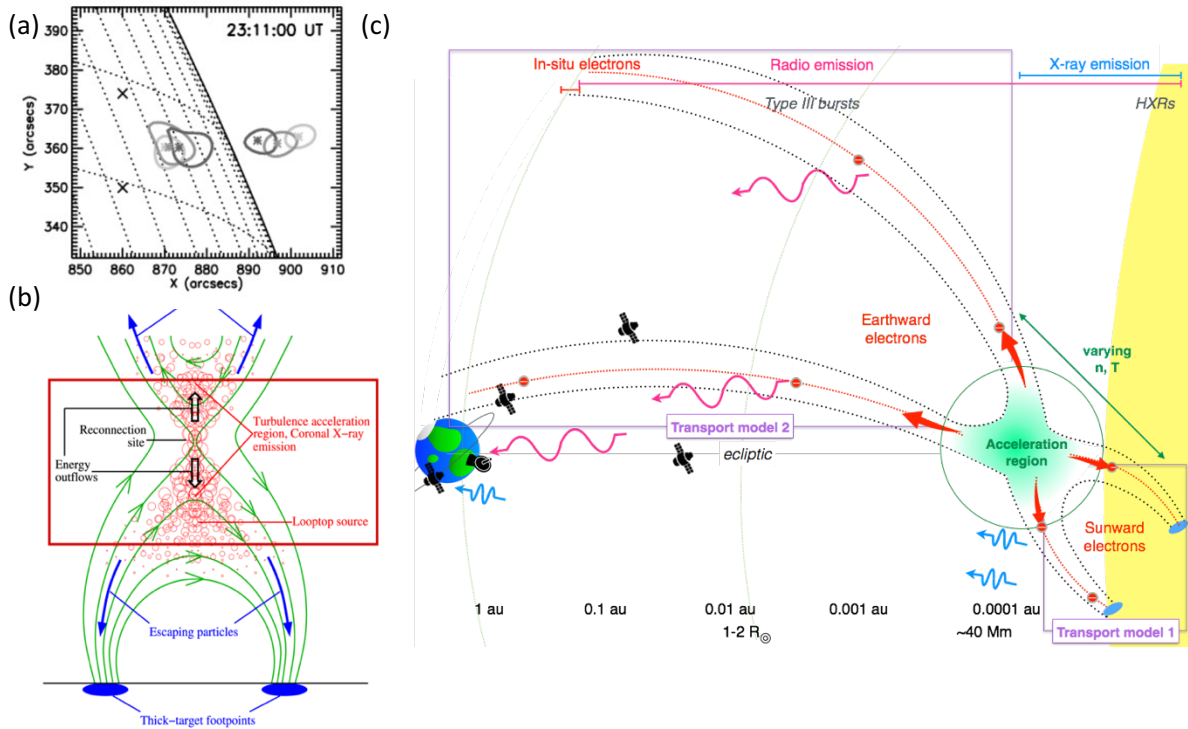 (a)
23:11:00 UT
390
380
370
360
350
340
Y (arcsecs)
850
860
870
880
890
900
910
X (arcsecs)
(b)
Reconnection
site
Energy
outflows
Turbulence acceleration
region, Coronal X-ray
emission
Looptop source
Escaping particles
Thick-target footpoints
(c)
In-situ electrons
Radio emission
X-ray emission
Type III bursts
HXRs
Earthward
electrons
varying
n, T
Transport model 2
ecliptic
Acceleration
region
Sunward
electrons
1 au
0.1 au
0.01 au
0.001 au
0.0001 au
1-2 R☉
~40 Mm
Transport model 1